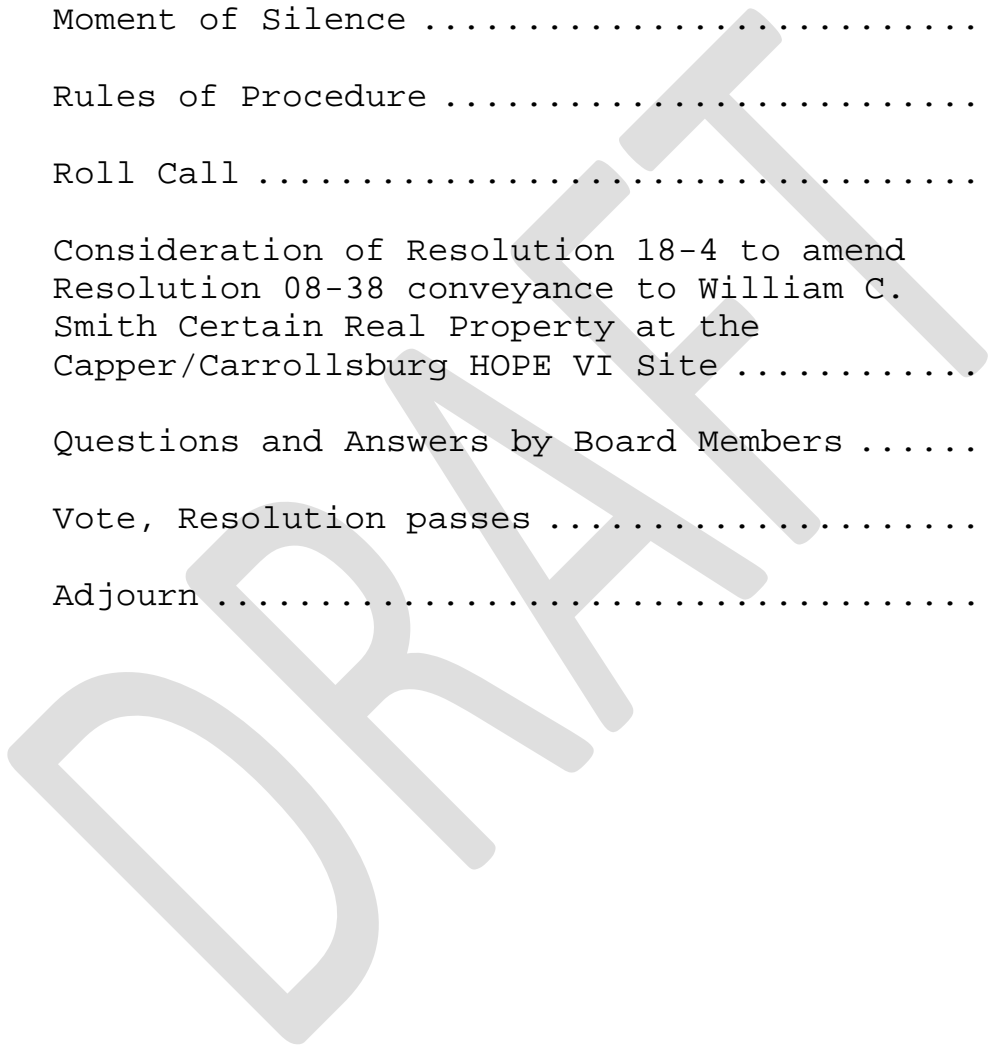 Moment of Silence ...........................
Rules of Procedure ..........................
Roll Call ...................................
Consideration of Resolution 18-4 to amend
Resolution 08-38 conveyance to William C.
Smith Certain Real Property at the
Capper/Carrollsburg HOPE VI Site ............
Questions and Answers by Board Members ......
Vote, Resolution passes .....................
Adjourn .....................................
DRAFT